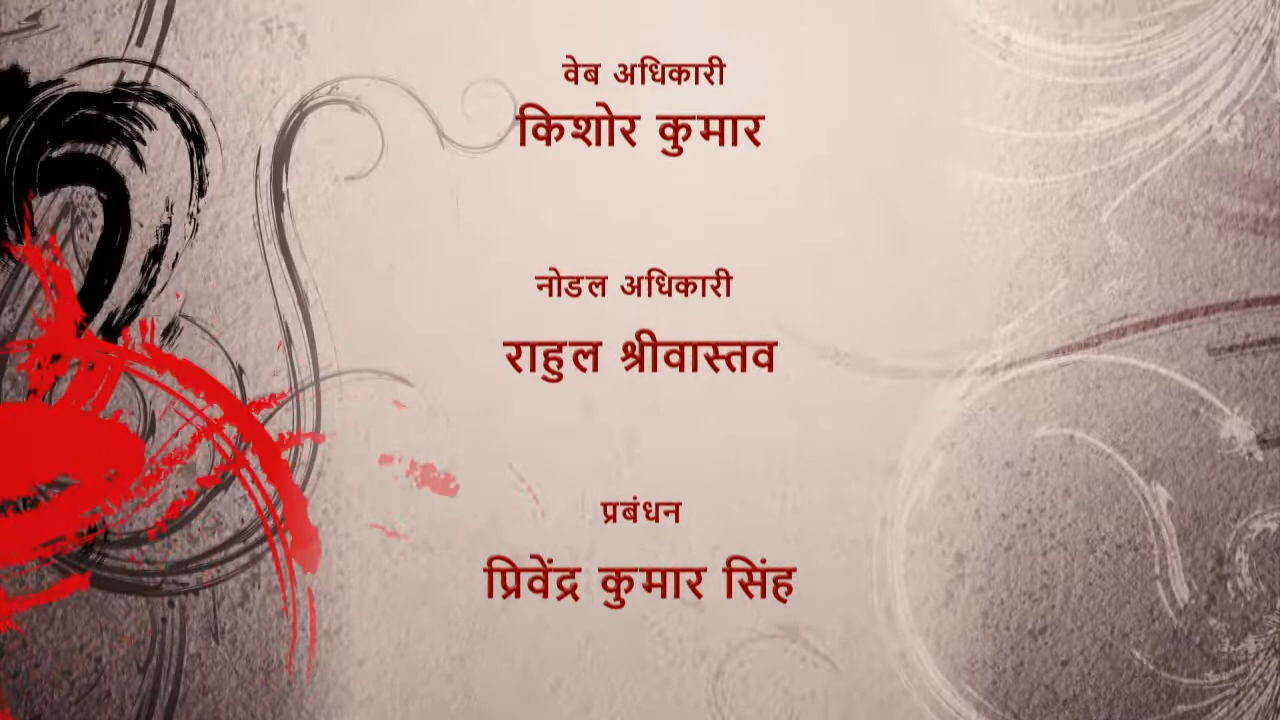 वेब अधिकारी
किशोर कुमार
नोडल अधिकारी
राहुल श्रीवास्तव
प्रबंधन
प्रिवेंद्र कुमार सिंह